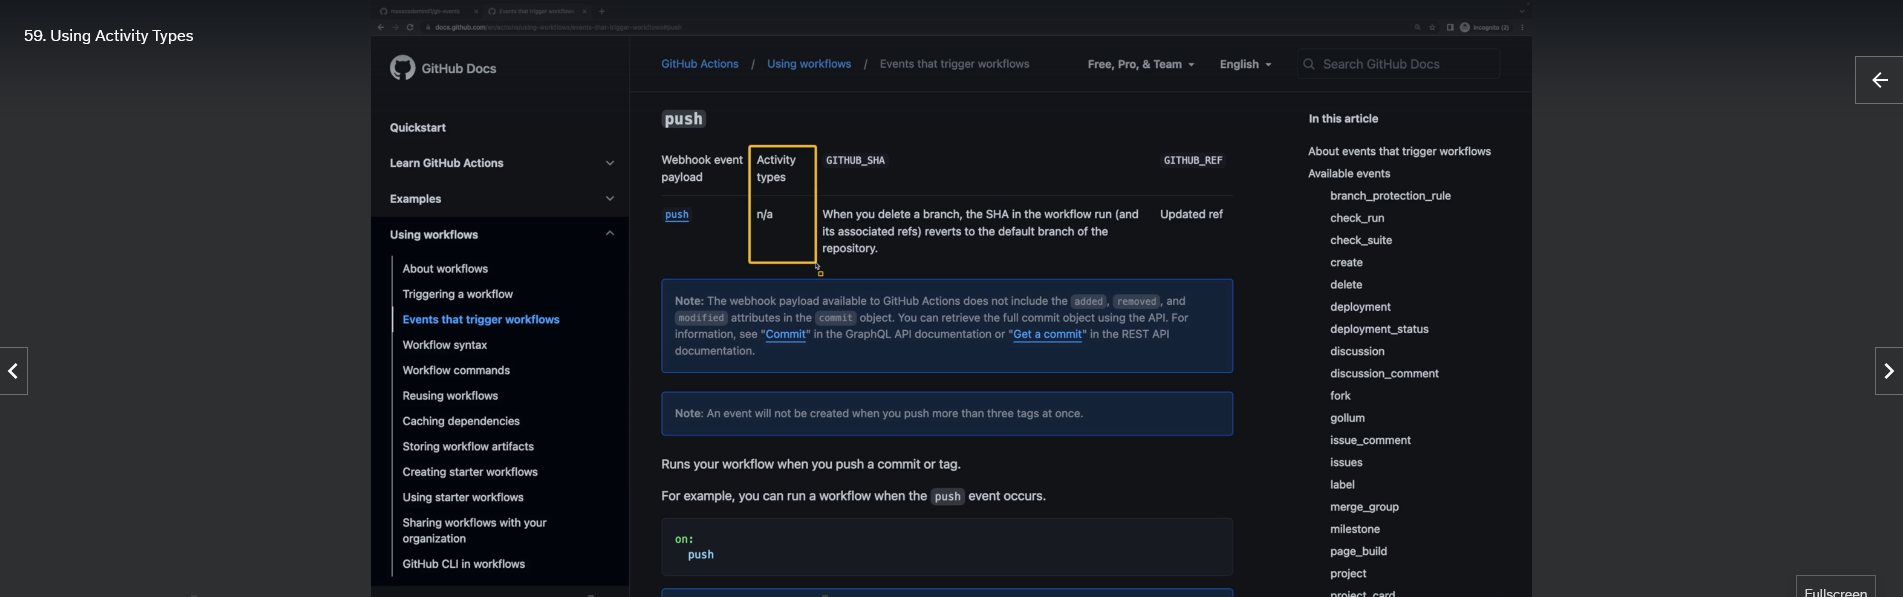 59. Using Activity Types
Events that trigger workflow
docs.github.com/en/actions/using-workflows/events-that-trigger-workflows#push
Incognito (2)
GitHub Docs
GitHub Actions / Using workflows / Events that trigger workflows
Free, Pro, & Team
English
Search GitHub Docs
Quickstart
Learn GitHub Actions
Examples
Using workflows
About workflows
Triggering a workflow
Events that trigger workflows
Workflow syntax
Workflow commands
Reusing workflows
Caching dependencies
Storing workflow artifacts
Creating starter workflows
Using starter workflows
Sharing workflows with your
organization
GitHub CLI in workflows
push
Webhook event
payload
Activity
types
GITHUB_SHA
GITHUB_REF
push
n/a
When you delete a branch, the SHA in the workflow run (and
its associated refs) reverts to the default branch of the
repository.
Updated ref
Note: The webhook payload available to GitHub Actions does not include the added, removed, and
modified attributes in the commit object. You can retrieve the full commit object using the API. For
information, see "Commit" in the GraphQL API documentation or "Get a commit" in the REST API
documentation.
Note: An event will not be created when you push more than three tags at once.
Runs your workflow when you push a commit or tag.
For example, you can run a workflow when the push event occurs.
on:
push
In this article
About events that trigger workflows
Available events
branch_protection_rule
check_run
check_suite
create
delete
deployment
deployment_status
discussion
discussion_comment
fork
gollum
issue_comment
issues
label
merge_group
milestone
page_build
project
project_card
Fullscreen